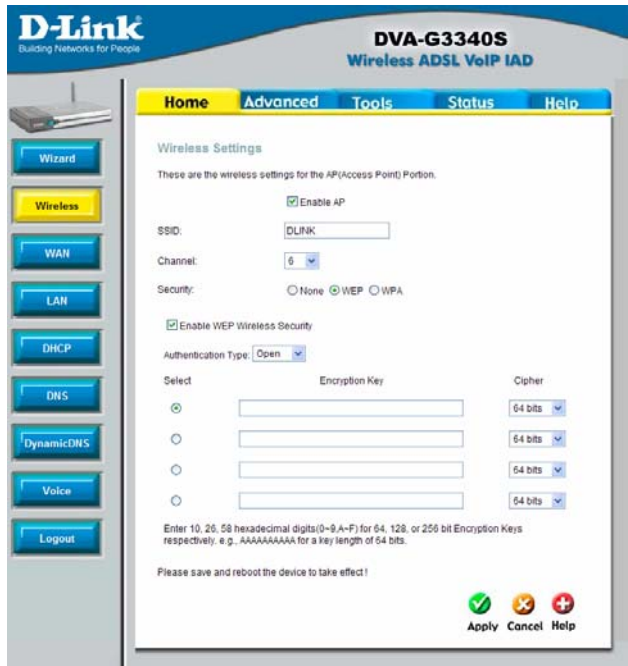 D-Link
Building Networks for People
DVA-G3340S
Wireless ADSL VoIP IAD
Home Advanced Tools Status Help
Wizard
Wireless
WAN
LAN
DHCP
DNS
DynamicDNS
Voice
Logout
Wireless Settings
These are the wireless settings for the AP(Access Point) Portion.
Enable AP
SSID: DLINK
Channel: 6
Security: None WEP WPA
Enable WEP Wireless Security
Authentication Type: Open
Select Encryption Key Cipher
64 bits
64 bits
64 bits
64 bits
Enter 10, 26, 58 hexadecimal digits(0~9,A~F) for 64, 128, or 256 bit Encryption Keys
respectively. e.g., AAAAAAAAAA for a key length of 64 bits.
Please save and reboot the device to take effect !
Apply Cancel Help